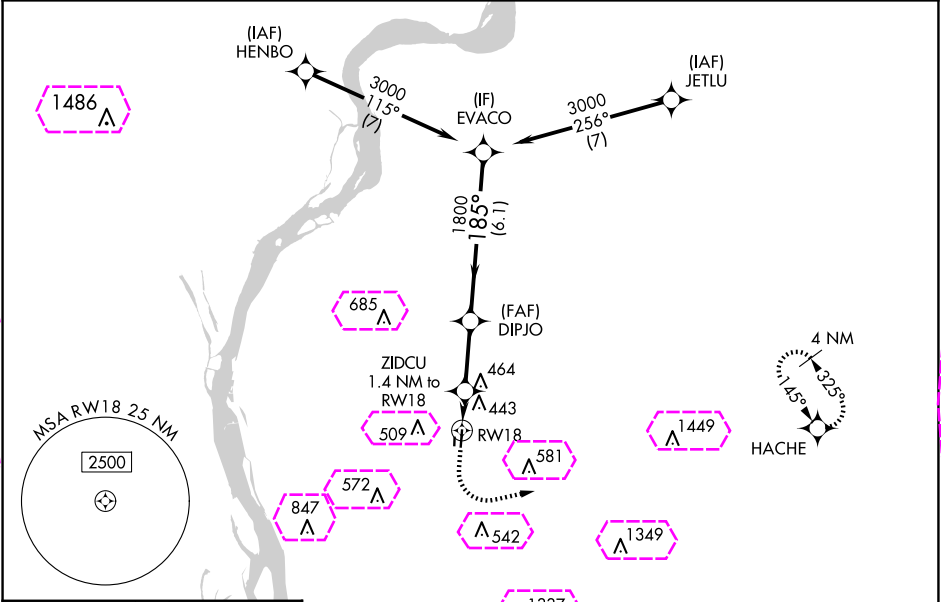 (IAF)
HENBO
(IAF)
JETLU
1486
3000
115°
(7)
(IF)
EVACO
3000
256°
(7)
1800
185°
(6.1)
685
(FAF)
DIPJO
4 NM
ZIDCU
1.4 NM to
RW18
464
443
325°
145°
509
RW18
1449
HACHE
MSA RW18 25 NM
2500
581
572
847
542
1349